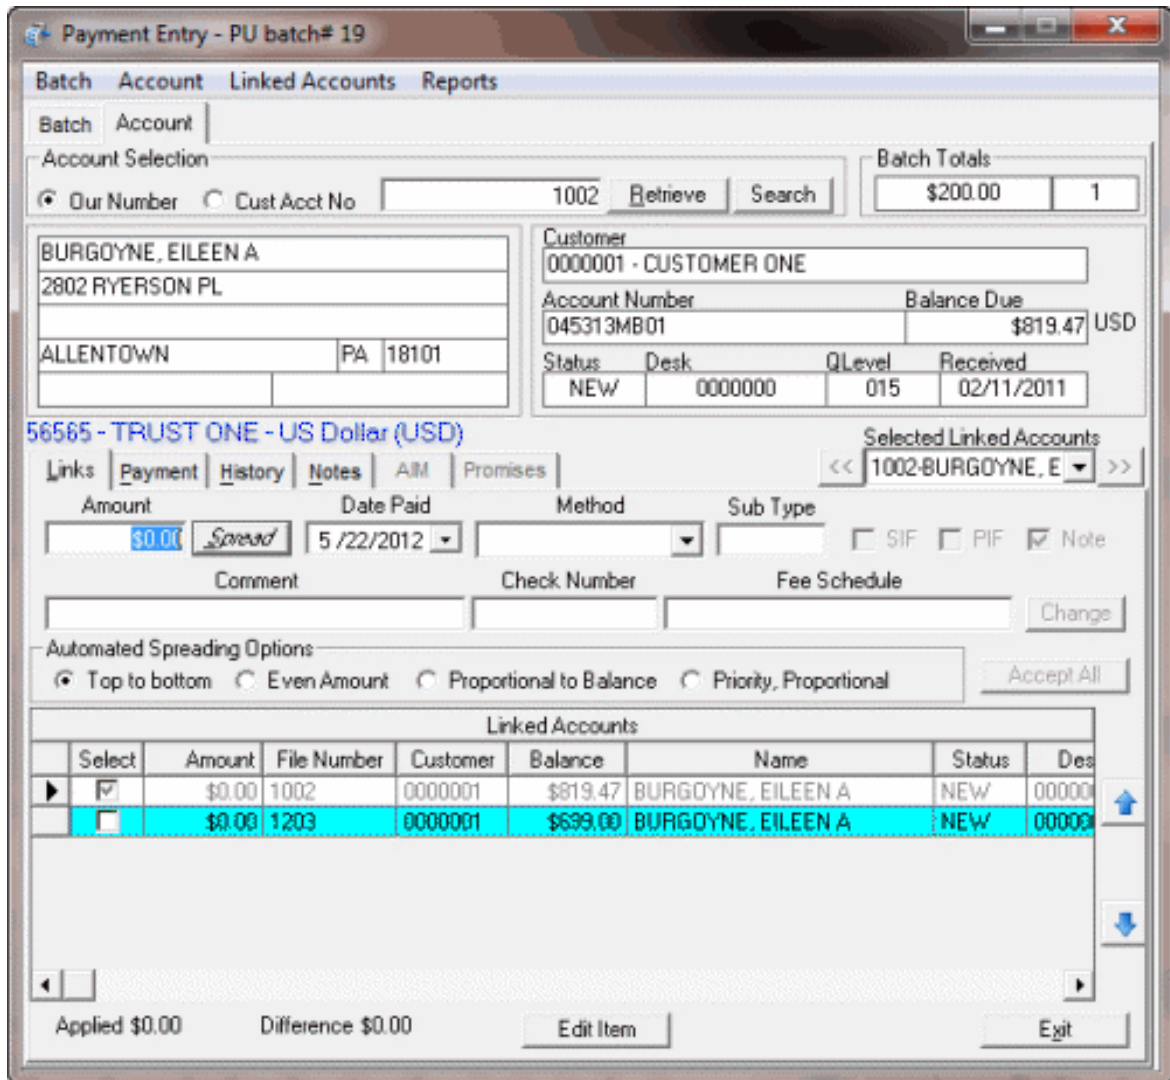 Payment Entry - PU batch# 19
Batch Account Linked Accounts Reports
Batch Account
Account Selection Batch Totals
Our Number Cust Acct No 1002 Retrieve Search $200.00 1
BURGOYNE, EILEEN A
2802 RYERSON PL
ALLENTOWN PA 18101
Customer
0000001 - CUSTOMER ONE
Account Number Balance Due
045313MB01 $819.47 USD
Status Desk QLevel Received
NEW 0000000 015 02/11/2011
56565 - TRUST ONE - US Dollar (USD)
Selected Linked Accounts
Links Payment History Notes AIM Promises << 1002-BURGOYNE, E >>
Amount Date Paid Method Sub Type
$0.00 Spread 5 /22/2012 SIF PIF Note
Comment Check Number Fee Schedule
Change
Automated Spreading Options
Top to bottom Even Amount Proportional to Balance Priority, Proportional Accept All
Linked Accounts
Select Amount File Number Customer Balance Name Status Des
$0.00 1002 0000001 $819.47 BURGOYNE, EILEEN A NEW 00000
$0.00 1203 0000001 $699.00 BURGOYNE, EILEEN A NEW 00000
Applied $0.00 Difference $0.00 Edit Item Exit